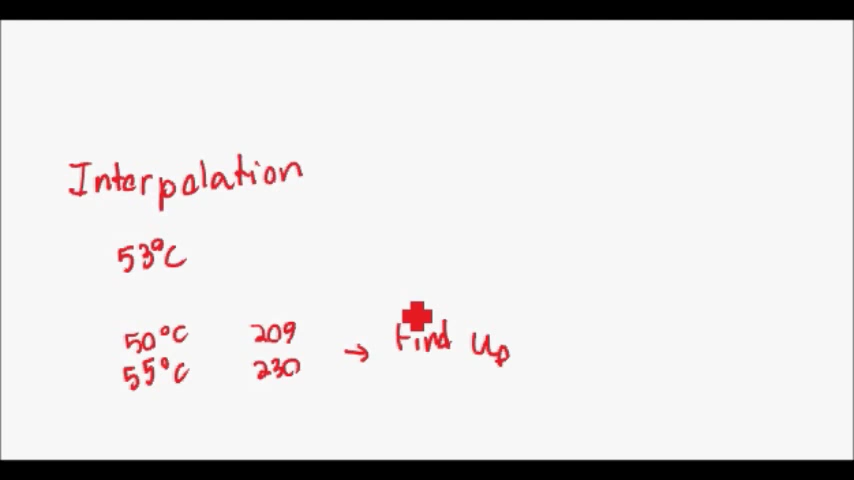 Interpolation
53°C
50°C 209
55°C 230 → Find Up